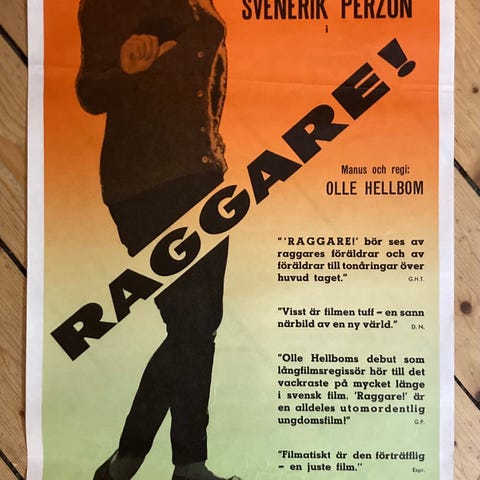 SVENERIK PERZON
i
RAGGARE!
Manus och regi:
OLLE HELLBOM
"'RAGGARE!' bör ses av
raggares föräldrar och av
föräldrar till tonåringar över
huvud taget." G.H.T.
"Visst är filmen tuff – en sann
närbild av en ny värld." D.N.
"Olle Hellboms debut som
långfilmsregissör hör till det
vackraste på mycket länge
i svensk film. 'Raggare!' är
en alldeles utomordentlig
ungdomsfilm!" G.P.
"Filmatiskt är den förträfflig
– en juste film." Expr.